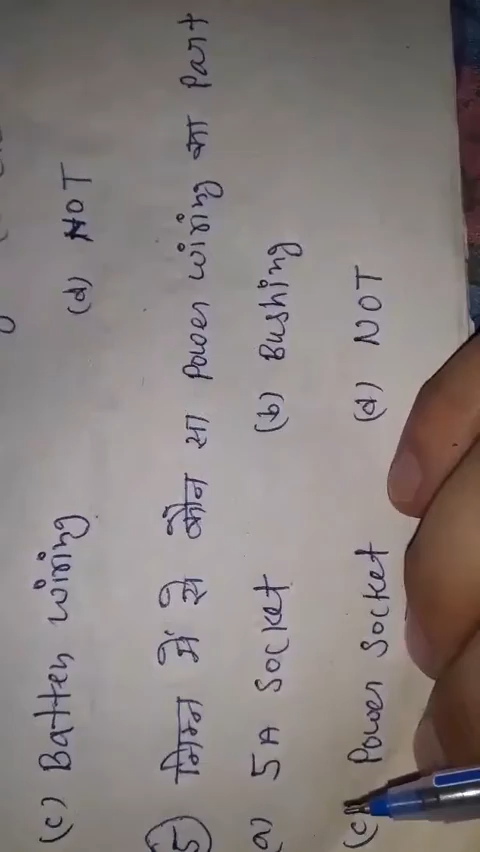 (c) Batten wiring (d) NOT
(5) निम्न में से कौन सा Power wiring का Part
(a) 5A Socket (b) Bushing
(c) Power Socket (d) NOT